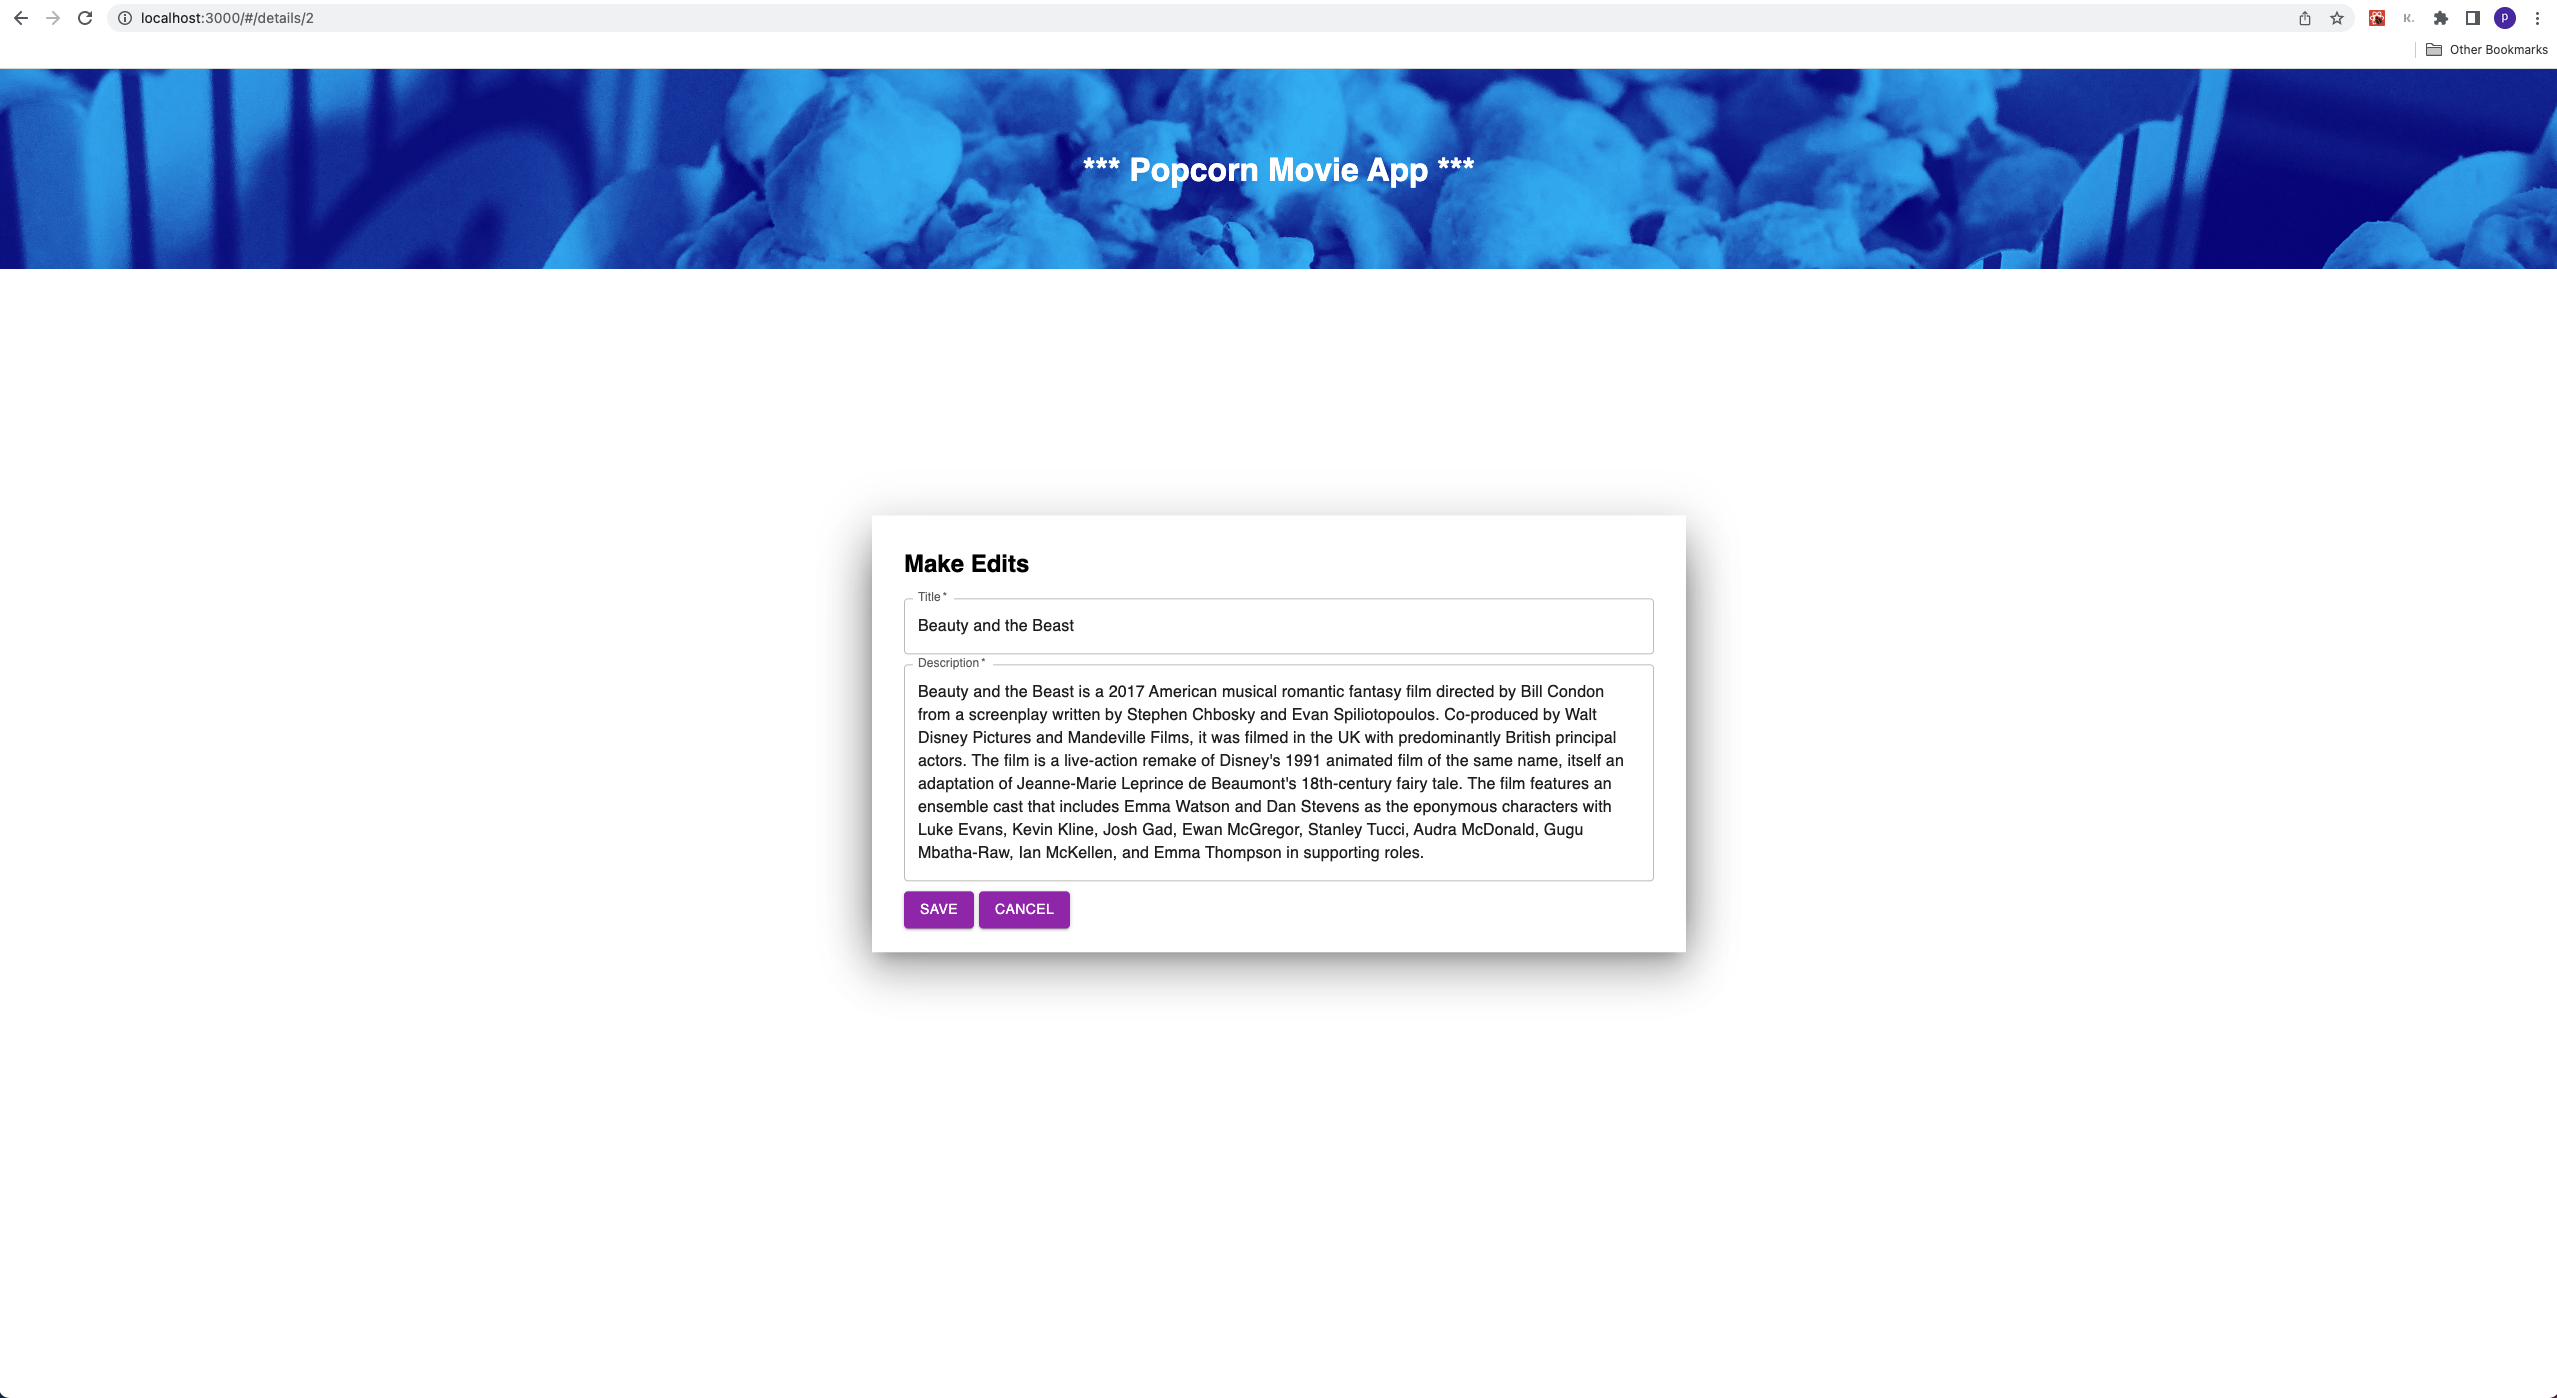 localhost:3000/#/details/2
K.
P
Other Bookmarks
*** Popcorn Movie App ***
Make Edits
Title *
Beauty and the Beast
Description *
Beauty and the Beast is a 2017 American musical romantic fantasy film directed by Bill Condon
from a screenplay written by Stephen Chbosky and Evan Spiliotopoulos. Co-produced by Walt
Disney Pictures and Mandeville Films, it was filmed in the UK with predominantly British principal
actors. The film is a live-action remake of Disney's 1991 animated film of the same name, itself an
adaptation of Jeanne-Marie Leprince de Beaumont's 18th-century fairy tale. The film features an
ensemble cast that includes Emma Watson and Dan Stevens as the eponymous characters with
Luke Evans, Kevin Kline, Josh Gad, Ewan McGregor, Stanley Tucci, Audra McDonald, Gugu
Mbatha-Raw, Ian McKellen, and Emma Thompson in supporting roles.
SAVE CANCEL